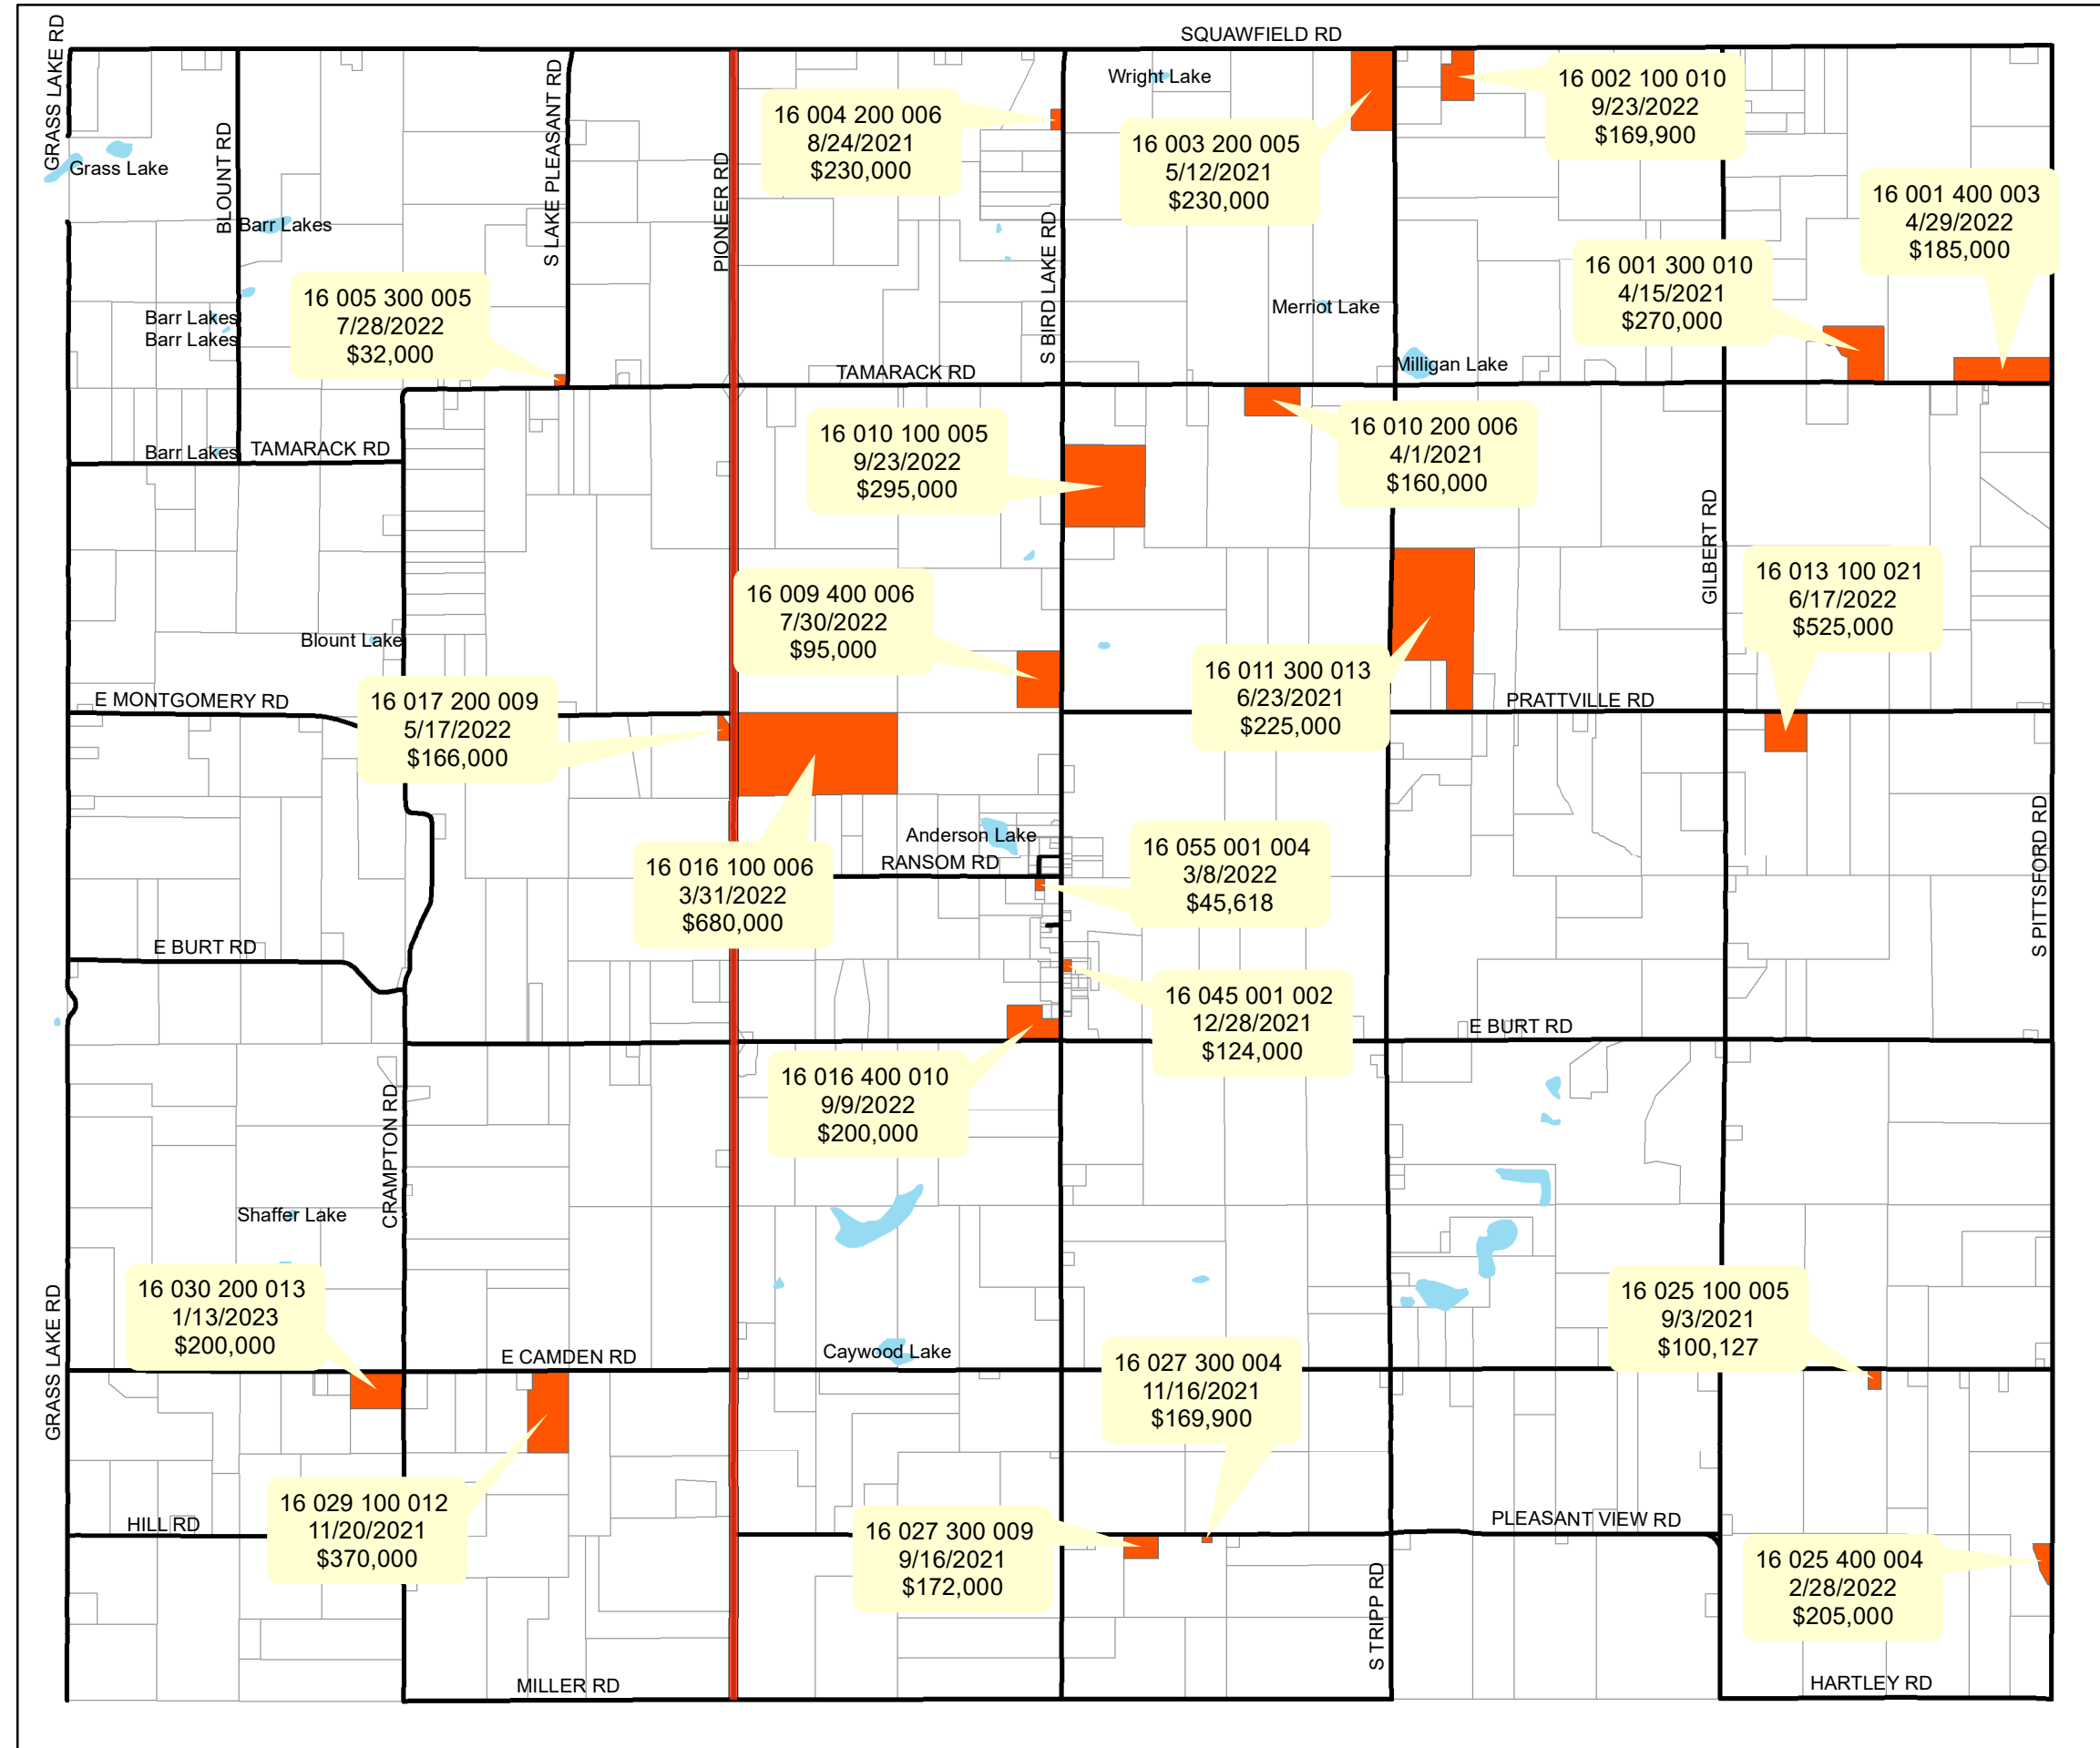 SQUAWFIELD RD
GRASS LAKE RD
BLOUNT RD
S LAKE PLEASANT RD
PIONEER RD
S BIRD LAKE RD
Wright Lake
16 004 200 006
8/24/2021
$230,000
16 003 200 005
5/12/2021
$230,000
16 002 100 010
9/23/2022
$169,900
16 001 400 003
4/29/2022
$185,000
16 001 300 010
4/15/2021
$270,000
Grass Lake
Barr Lakes
16 005 300 005
7/28/2022
$32,000
Barr Lakes
Barr Lakes
Merriot Lake
Milligan Lake
TAMARACK RD
16 010 100 005
9/23/2022
$295,000
16 010 200 006
4/1/2021
$160,000
Barr Lakes
TAMARACK RD
GILBERT RD
16 009 400 006
7/30/2022
$95,000
16 013 100 021
6/17/2022
$525,000
Blount Lake
16 011 300 013
6/23/2021
$225,000
E MONTGOMERY RD
16 017 200 009
5/17/2022
$166,000
PRATTVILLE RD
S PITTSFORD RD
Anderson Lake
RANSOM RD
16 016 100 006
3/31/2022
$680,000
16 055 001 004
3/8/2022
$45,618
E BURT RD
16 045 001 002
12/28/2021
$124,000
E BURT RD
16 016 400 010
9/9/2022
$200,000
CRAMPTON RD
Shaffer Lake
16 030 200 013
1/13/2023
$200,000
GRASS LAKE RD
E CAMDEN RD
Caywood Lake
16 027 300 004
11/16/2021
$169,900
16 025 100 005
9/3/2021
$100,127
16 029 100 012
11/20/2021
$370,000
HILL RD
16 027 300 009
9/16/2021
$172,000
PLEASANT VIEW RD
16 025 400 004
2/28/2022
$205,000
S TRIPP RD
MILLER RD
HARTLEY RD